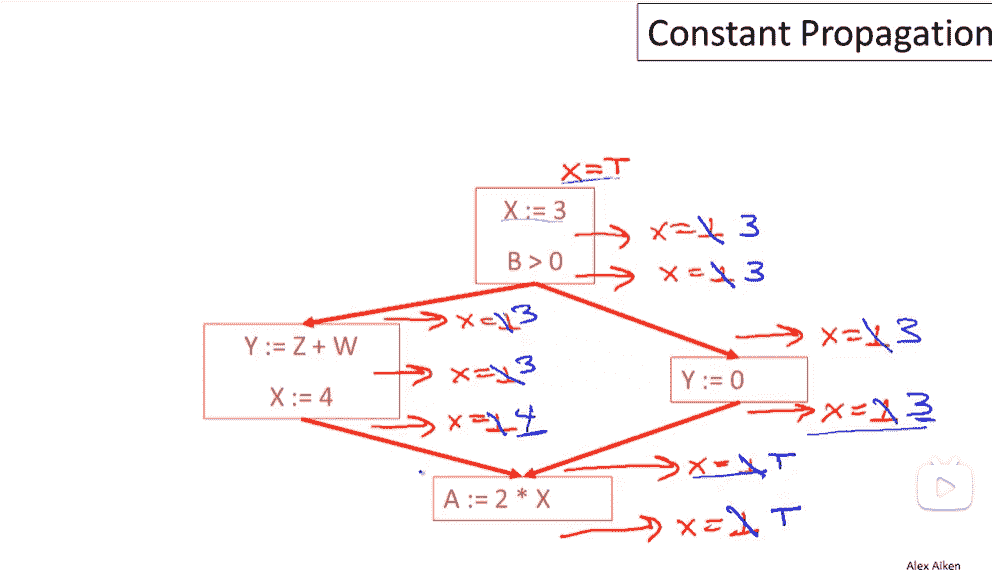 Constant Propagation
x=T
X := 3
x=⊥ 3
B > 0
x=⊥ 3
x=⊥ 3
x=⊥ 3
Y := Z + W
x=⊥ 3
Y := 0
X := 4
x=⊥ 4
x=⊥ 3
x=⊥ T
A := 2 * X
x=⊥ T
Alex Aiken